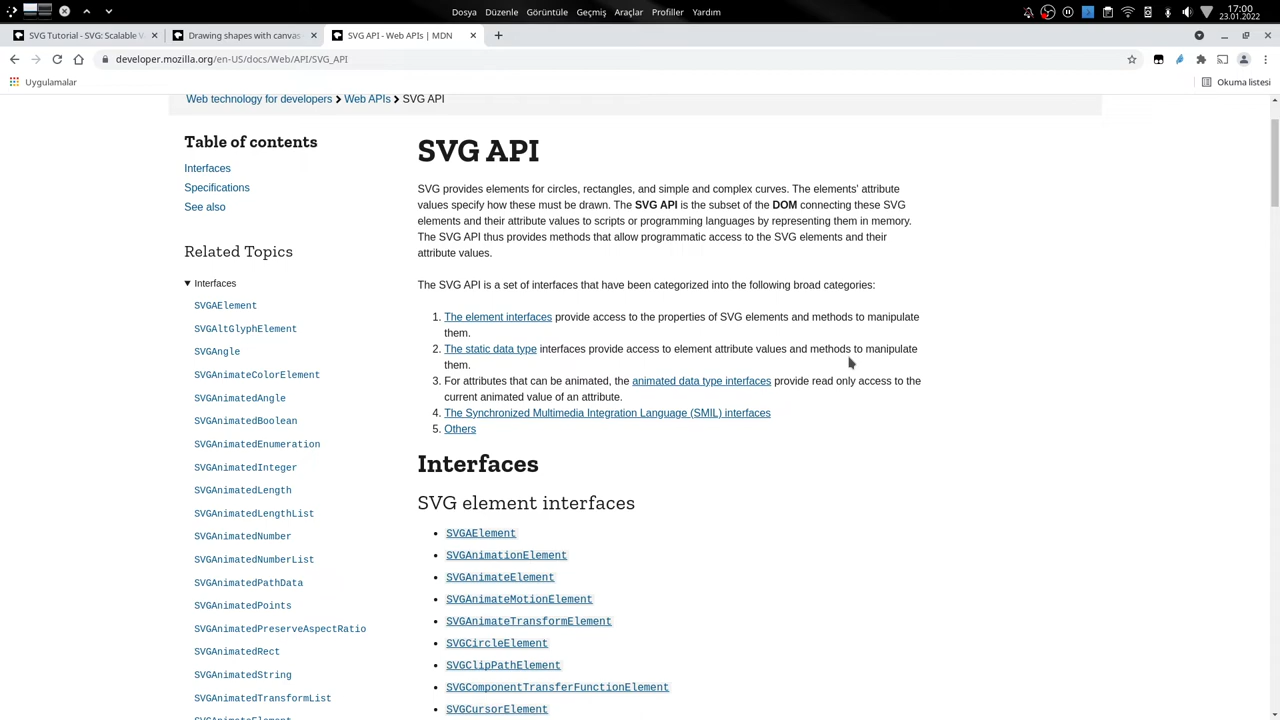 Dosya Düzenle Görüntüle Geçmiş Araçlar Profiller Yardım
17:00
23.01.2022
SVG Tutorial - SVG: Scalable V
Drawing shapes with canvas
SVG API - Web APIs | MDN
developer.mozilla.org/en-US/docs/Web/API/SVG_API
Uygulamalar
Okuma listesi
Web technology for developers > Web APIs > SVG API
Table of contents
Interfaces
Specifications
See also
Related Topics
▼ Interfaces
SVGAElement
SVGAltGlyphElement
SVGAngle
SVGAnimateColorElement
SVGAnimatedAngle
SVGAnimatedBoolean
SVGAnimatedEnumeration
SVGAnimatedInteger
SVGAnimatedLength
SVGAnimatedLengthList
SVGAnimatedNumber
SVGAnimatedNumberList
SVGAnimatedPathData
SVGAnimatedPoints
SVGAnimatedPreserveAspectRatio
SVGAnimatedRect
SVGAnimatedString
SVGAnimatedTransformList
SVG API
SVG provides elements for circles, rectangles, and simple and complex curves. The elements' attribute
values specify how these must be drawn. The SVG API is the subset of the DOM connecting these SVG
elements and their attribute values to scripts or programming languages by representing them in memory.
The SVG API thus provides methods that allow programmatic access to the SVG elements and their
attribute values.
The SVG API is a set of interfaces that have been categorized into the following broad categories:
1. The element interfaces provide access to the properties of SVG elements and methods to manipulate
them.
2. The static data type interfaces provide access to element attribute values and methods to manipulate
them.
3. For attributes that can be animated, the animated data type interfaces provide read only access to the
current animated value of an attribute.
4. The Synchronized Multimedia Integration Language (SMIL) interfaces
5. Others
Interfaces
SVG element interfaces
• SVGAElement
• SVGAnimationElement
• SVGAnimateElement
• SVGAnimateMotionElement
• SVGAnimateTransformElement
• SVGCircleElement
• SVGClipPathElement
• SVGComponentTransferFunctionElement
• SVGCursorElement